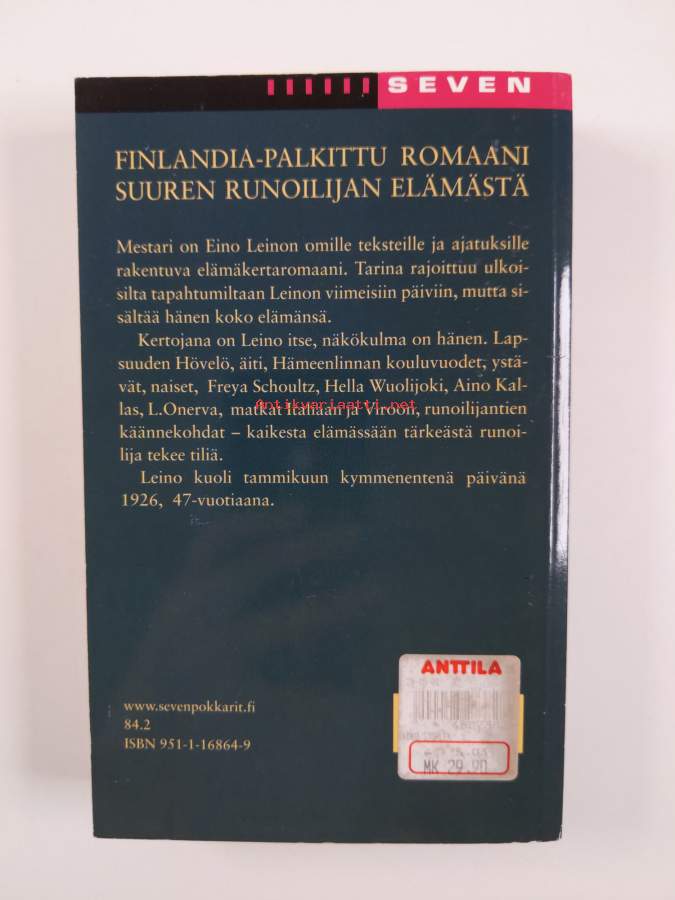 SEVEN
FINLANDIA-PALKITTU ROMAANI
SUUREN RUNOILIJAN ELÄMÄSTÄ
Mestari on Eino Leinon omille teksteille ja ajatuksille
rakentuva elämäkertaromaani. Tarina rajoittuu ulkoi-
silta tapahtumiltaan Leinon viimeisiin päiviin, mutta si-
sältää hänen koko elämänsä.
Kertojana on Leino itse, näkökulma on hänen. Lap-
suuden Hövelö, äiti, Hämeenlinnan kouluvuodet, ystä-
vät, naiset, Freya Schoultz, Hella Wuolijoki, Aino Kal-
las, L.Onerva, matkat Italiaan ja Viroon, runoilijantien
Antikvariaatti.net
käännekohdat – kaikesta elämässään tärkeästä runoi-
lija tekee tiliä.
Leino kuoli tammikuun kymmenentenä päivänä
1926, 47-vuotiaana.
ANTTILA
www.sevenpokkarit.fi
84.2
ISBN 951-1-16864-9
MK 29.90